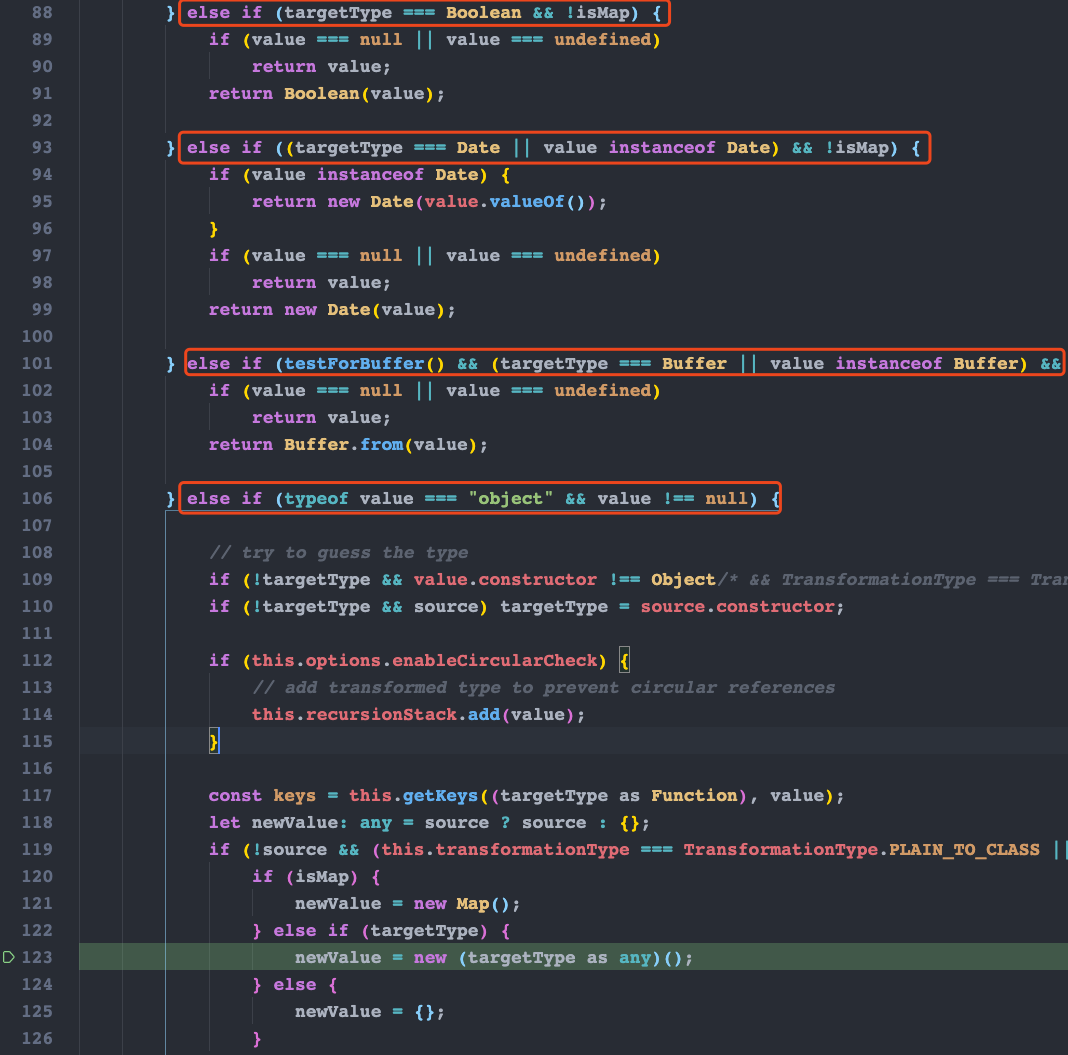 88 } else if (targetType === Boolean && !isMap) {
89 if (value === null || value === undefined)
90 return value;
91 return Boolean(value);
92
93 } else if ((targetType === Date || value instanceof Date) && !isMap) {
94 if (value instanceof Date) {
95 return new Date(value.valueOf());
96 }
97 if (value === null || value === undefined)
98 return value;
99 return new Date(value);
100
101 } else if (testForBuffer() && (targetType === Buffer || value instanceof Buffer) &&
102 if (value === null || value === undefined)
103 return value;
104 return Buffer.from(value);
105
106 } else if (typeof value === "object" && value !== null) {
107
108 // try to guess the type
109 if (!targetType && value.constructor !== Object/* && TransformationType === Tra
110 if (!targetType && source) targetType = source.constructor;
111
112 if (this.options.enableCircularCheck) {
113 // add transformed type to prevent circular references
114 this.recursionStack.add(value);
115 }
116
117 const keys = this.getKeys((targetType as Function), value);
118 let newValue: any = source ? source : {};
119 if (!source && (this.transformationType === TransformationType.PLAIN_TO_CLASS ||
120 if (isMap) {
121 newValue = new Map();
122 } else if (targetType) {
123 newValue = new (targetType as any)();
124 } else {
125 newValue = {};
126 }